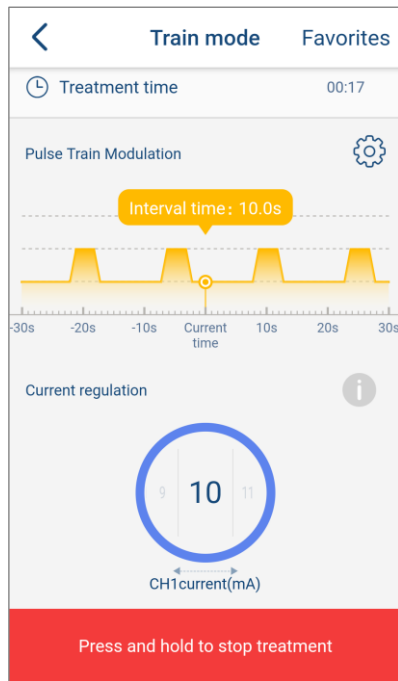 Train mode Favorites
Treatment time 00:17
Pulse Train Modulation
Interval time: 10.0s
-30s -20s -10s Current time 10s 20s 30s
Current regulation
9 10 11
CH1current(mA)
Press and hold to stop treatment